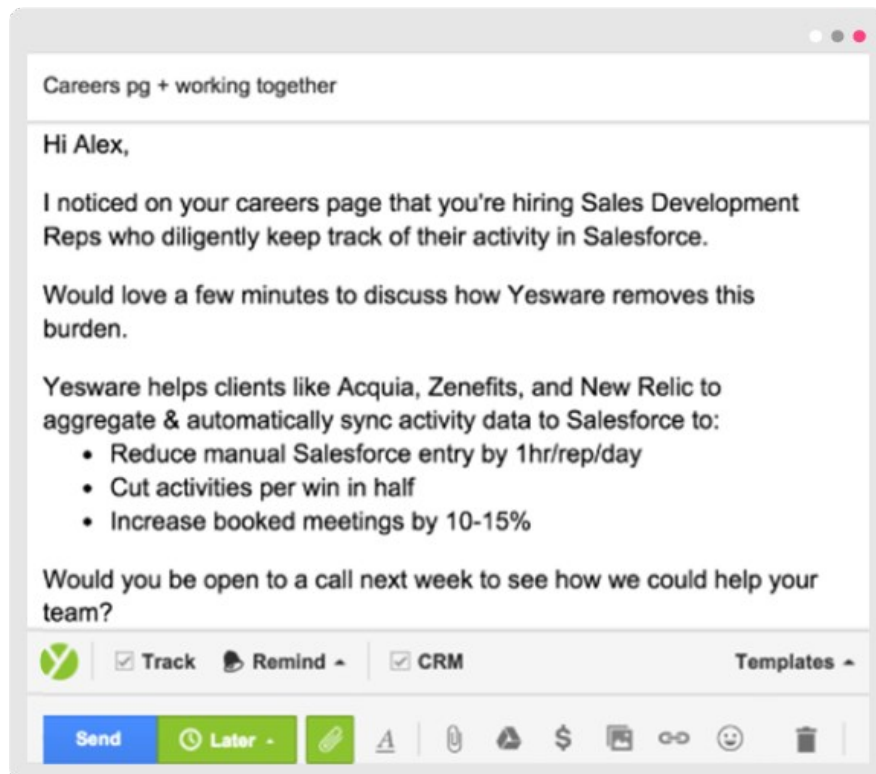 Careers pg + working together
Hi Alex,
I noticed on your careers page that you're hiring Sales Development
Reps who diligently keep track of their activity in Salesforce.
Would love a few minutes to discuss how Yesware removes this
burden.
Yesware helps clients like Acquia, Zenefits, and New Relic to
aggregate & automatically sync activity data to Salesforce to:
• Reduce manual Salesforce entry by 1hr/rep/day
• Cut activities per win in half
• Increase booked meetings by 10-15%
Would you be open to a call next week to see how we could help your
team?
Y Track Remind CRM Templates
Send Later A $